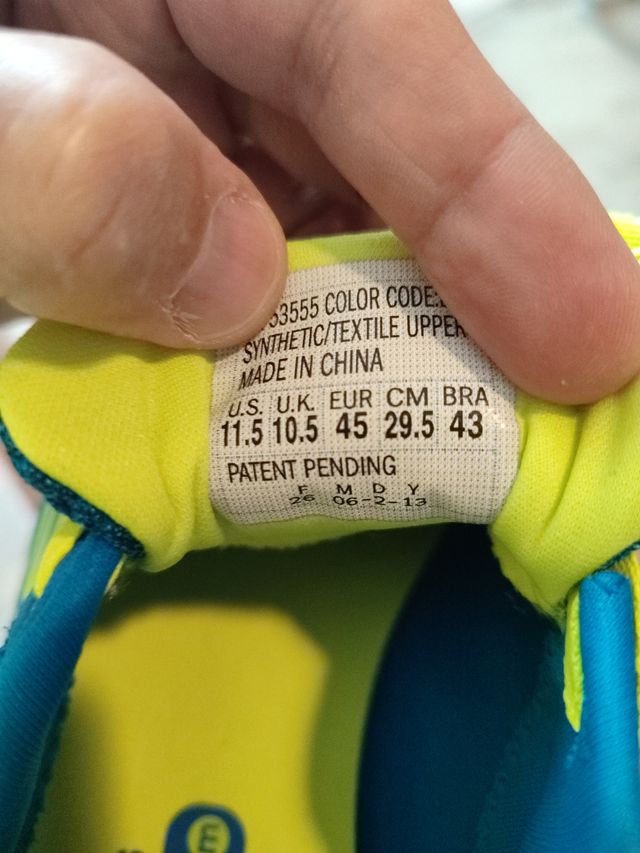 53555 COLOR CODE:
SYNTHETIC/TEXTILE UPPER
MADE IN CHINA
U.S. U.K. EUR CM BRA
11.5 10.5 45 29.5 43
PATENT PENDING
F M D Y
26 06-2-13
m